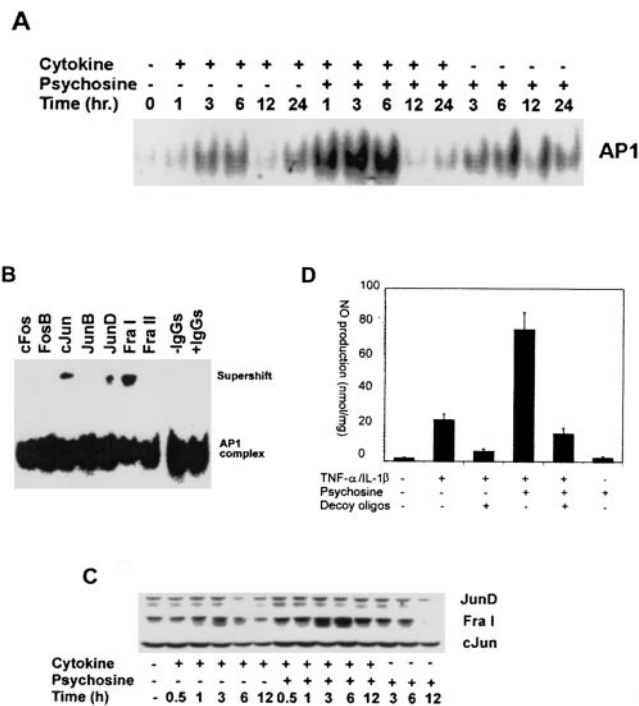 A
Cytokine - + + + + + + + + + + - - - -
Psychosine - - - - - - + + + + + + + + +
Time (hr.) 0 1 3 6 12 24 1 3 6 12 24 3 6 12 24
AP1
B
cFos FosB cJun JunB JunD Fra I Fra II -IgGs +IgGs
Supershift
AP1
complex
D
NO production (nmol/mg)
100
80
60
40
20
0
TNF-α/IL-1β - + + + + -
Psychosine - - - + + +
Decoy oligos - - + - + -
C
JunD
Fra I
cJun
Cytokine - + + + + + + + + + + - - -
Psychosine - - - - - - + + + + + + + +
Time (h) - 0.5 1 3 6 12 0.5 1 3 6 12 3 6 12